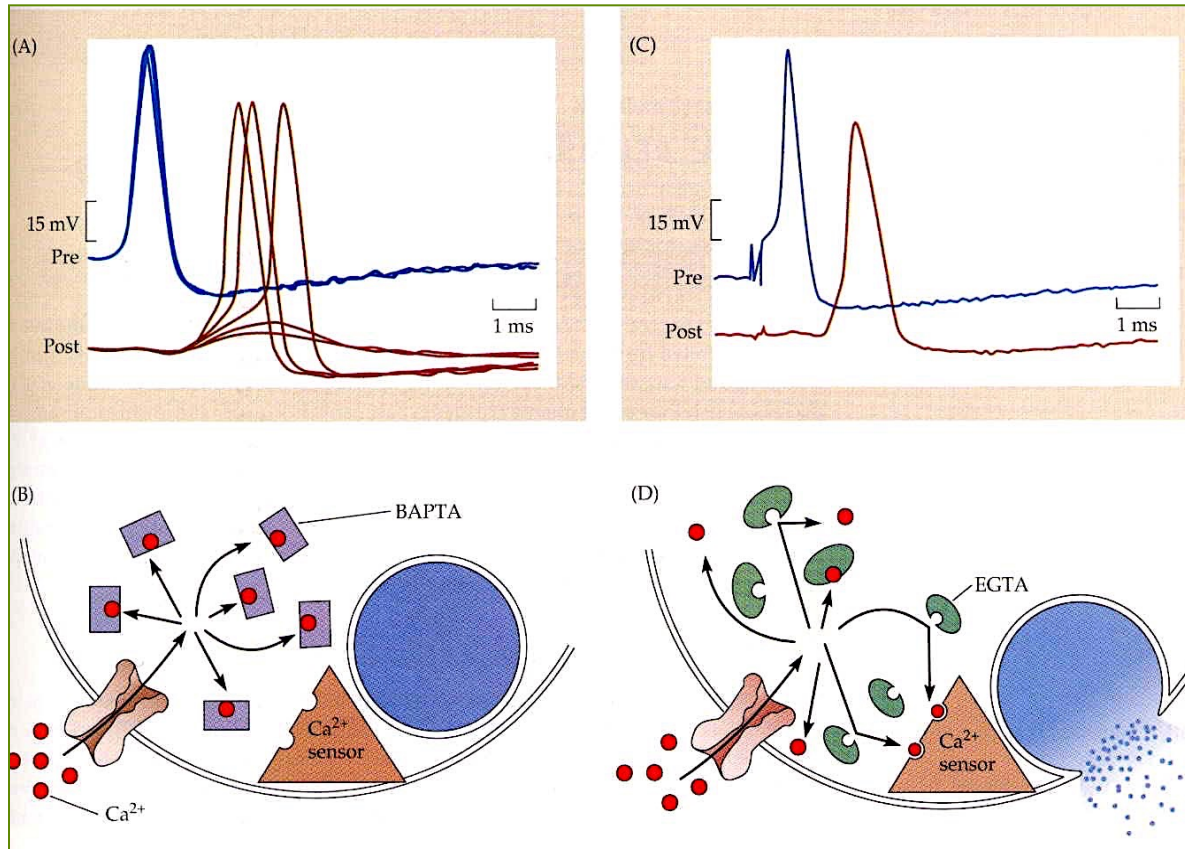 (A)
15 mV
Pre
Post
1 ms
(C)
15 mV
Pre
Post
1 ms
(B)
BAPTA
Ca²⁺
sensor
Ca²⁺
(D)
EGTA
Ca²⁺
sensor